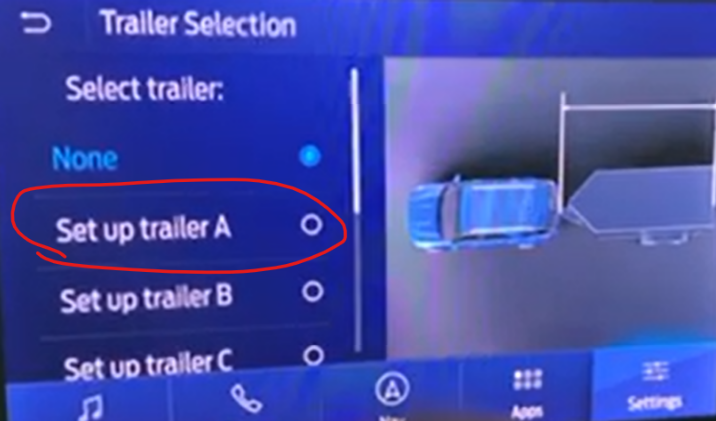 Trailer Selection
Select trailer:
None
Set up trailer A
Set up trailer B
Set up trailer C
Apps
Settings